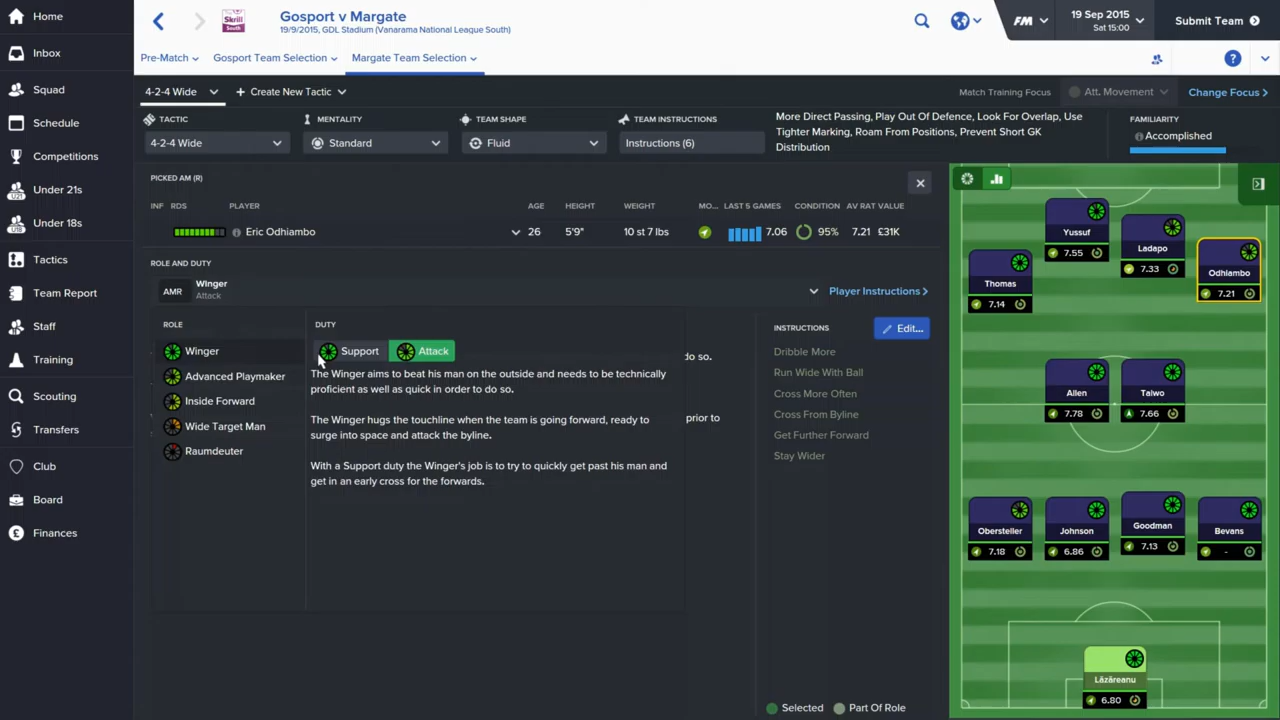 Home
Inbox
Squad
Schedule
Competitions
Under 21s
Under 18s
Tactics
Team Report
Staff
Training
Scouting
Transfers
Club
Board
Finances
Skrill
South
Gosport v Margate
19/9/2015, GDL Stadium (Vanarama National League South)
FM
19 Sep 2015
Sat 15:00
Submit Team
Pre-Match
Gosport Team Selection
Margate Team Selection
?
4-2-4 Wide
Create New Tactic
Match Training Focus
Att. Movement
Change Focus >
TACTIC
4-2-4 Wide
MENTALITY
Standard
TEAM SHAPE
Fluid
TEAM INSTRUCTIONS
Instructions (6)
More Direct Passing, Play Out Of Defence, Look For Overlap, Use
Tighter Marking, Roam From Positions, Prevent Short GK
Distribution
FAMILIARITY
Accomplished
PICKED AM (R)
INF RDS PLAYER AGE HEIGHT WEIGHT MO... LAST 5 GAMES CONDITION AV RAT VALUE
Eric Odhiambo 26 5'9" 10 st 7 lbs 7.06 95% 7.21 £31K
ROLE AND DUTY
AMR
Winger
Attack
Player Instructions >
ROLE
Winger
Advanced Playmaker
Inside Forward
Wide Target Man
Raumdeuter
DUTY
Support
Attack
The Winger aims to beat his man on the outside and needs to be technically
proficient as well as quick in order to do so.
The Winger hugs the touchline when the team is going forward, ready to
surge into space and attack the byline.
With a Support duty the Winger's job is to try to quickly get past his man and
get in an early cross for the forwards.
do so.
prior to
INSTRUCTIONS
Edit...
Dribble More
Run Wide With Ball
Cross More Often
Cross From Byline
Get Further Forward
Stay Wider
Selected
Part Of Role
Yussuf
7.55
Ladapo
7.33
Thomas
7.14
Odhiambo
7.21
Allen
7.78
Taiwo
7.66
Obersteller
7.18
Johnson
6.86
Goodman
7.13
Bevans
-
Lăzăreanu
6.80